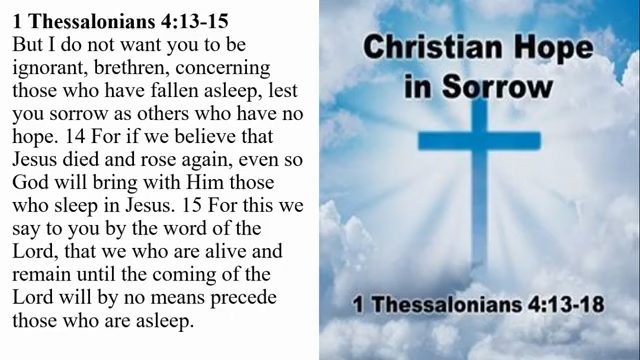 1 Thessalonians 4:13-15
But I do not want you to be
ignorant, brethren, concerning
those who have fallen asleep, lest
you sorrow as others who have no
hope. 14 For if we believe that
Jesus died and rose again, even so
God will bring with Him those
who sleep in Jesus. 15 For this we
say to you by the word of the
Lord, that we who are alive and
remain until the coming of the
Lord will by no means precede
those who are asleep.
Christian Hope
in Sorrow
1 Thessalonians 4:13-18